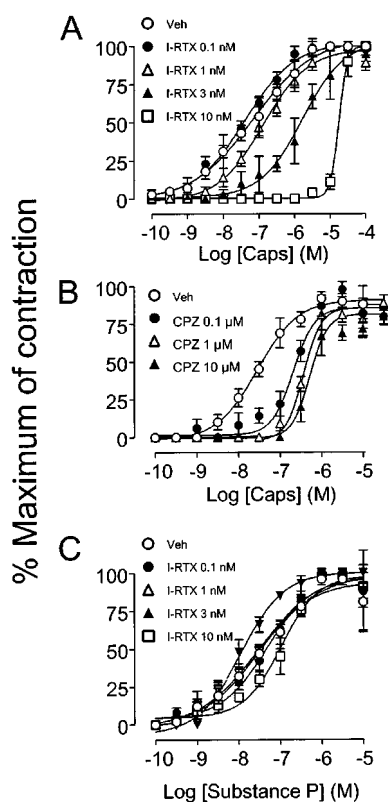 A
Veh
I-RTX 0.1 nM
I-RTX 1 nM
I-RTX 3 nM
I-RTX 10 nM
100
75
50
25
0
-10 -9 -8 -7 -6 -5 -4
Log [Caps] (M)
B
Veh
CPZ 0.1 µM
CPZ 1 µM
CPZ 10 µM
100
75
50
25
0
-10 -9 -8 -7 -6 -5
Log [Caps] (M)
C
Veh
I-RTX 0.1 nM
I-RTX 1 nM
I-RTX 3 nM
I-RTX 10 nM
100
75
50
25
0
-10 -9 -8 -7 -6 -5
Log [Substance P] (M)
% Maximum of contraction